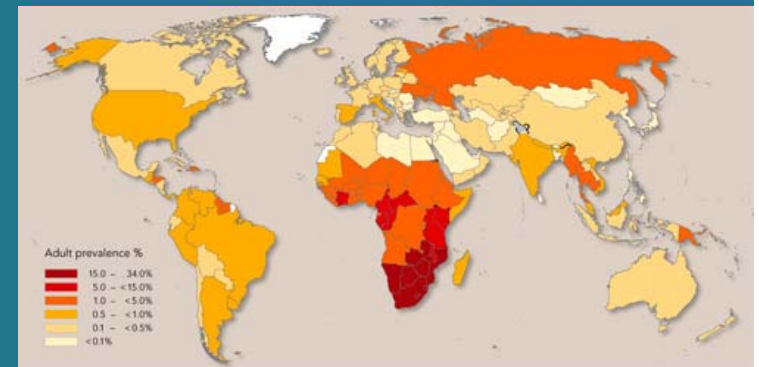 Adult prevalence %
15.0 – 34.0%
5.0 – <15.0%
1.0 – <5.0%
0.5 – <1.0%
0.1 – <0.5%
<0.1%